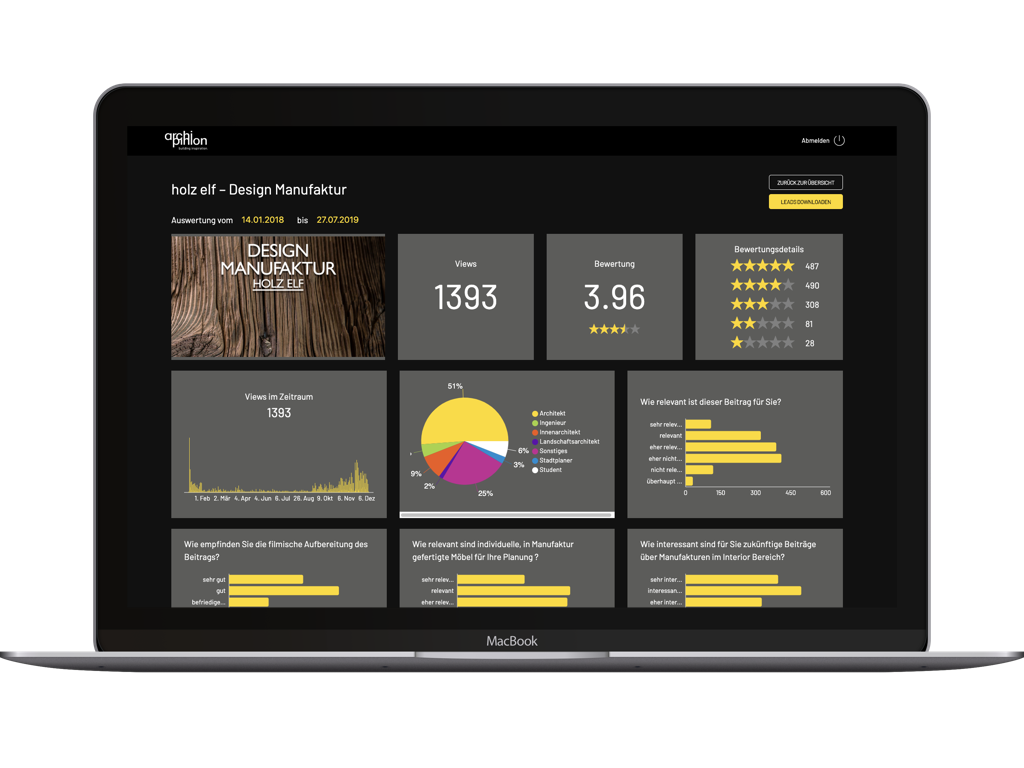 archi
pinion
building inspiration
Abmelden
holz elf – Design Manufaktur
ZURÜCK ZUR ÜBERSICHT
LEADS DOWNLOADEN
Auswertung vom 14.01.2018 bis 27.07.2019
DESIGN
MANUFAKTUR
HOLZ ELF
Views
1393
Bewertung
3.96
Bewertungsdetails
487
490
308
81
28
Views im Zeitraum
1393
1. Feb 2. Mär 4. Apr 4. Jun 6. Jul 26. Aug 9. Okt 6. Nov 6. Dez
51%
6%
3%
25%
2%
9%
Architekt
Ingenieur
Innenarchitekt
Landschaftsarchitekt
Sonstiges
Stadtplaner
Student
Wie relevant ist dieser Beitrag für Sie?
sehr relev...
relevant
eher relev...
eher nicht...
nicht rele...
überhaupt ...
0 150 300 450 600
Wie empfinden Sie die filmische Aufbereitung des
Beitrags?
sehr gut
gut
befriedige...
Wie relevant sind individuelle, in Manufaktur
gefertigte Möbel für Ihre Planung ?
sehr relev...
relevant
eher relev...
Wie interessant sind für Sie zukünftige Beiträge
über Manufakturen im Interior Bereich?
sehr inter...
interessan...
eher inter...
MacBook